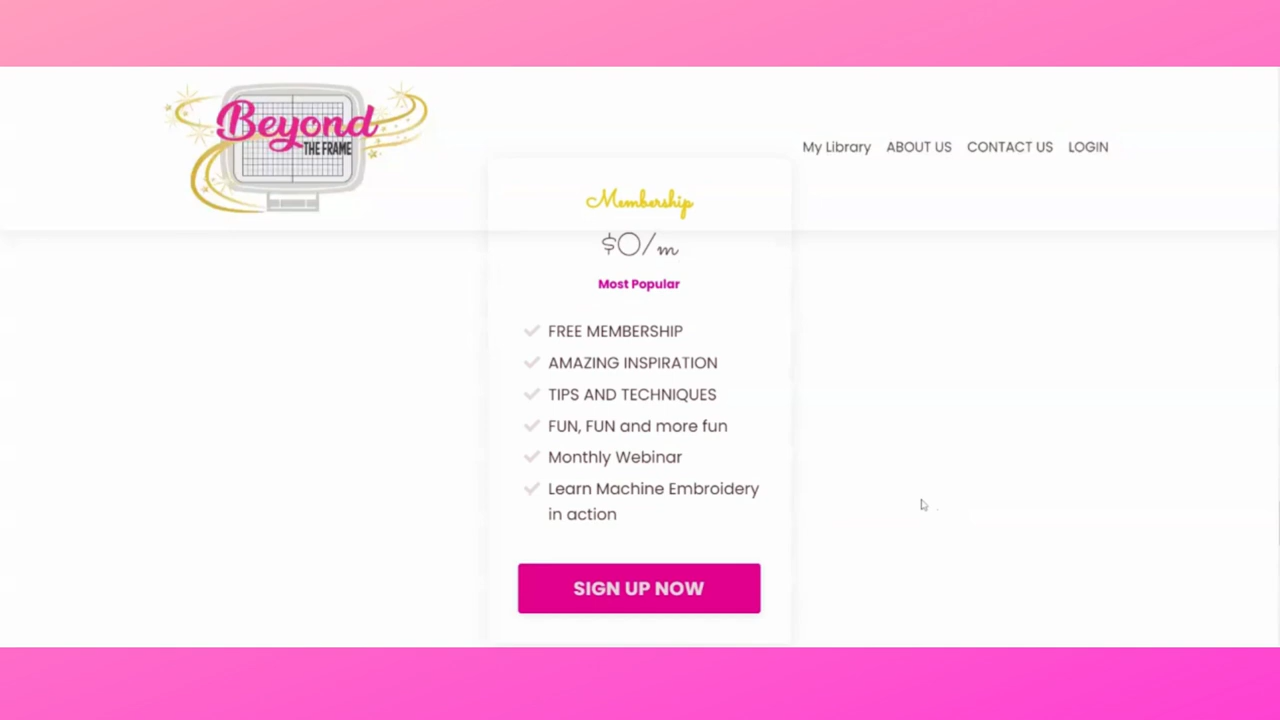 Beyond
THE FRAME
My Library ABOUT US CONTACT US LOGIN
Membership
$0/m
Most Popular
FREE MEMBERSHIP
AMAZING INSPIRATION
TIPS AND TECHNIQUES
FUN, FUN and more fun
Monthly Webinar
Learn Machine Embroidery
in action
SIGN UP NOW